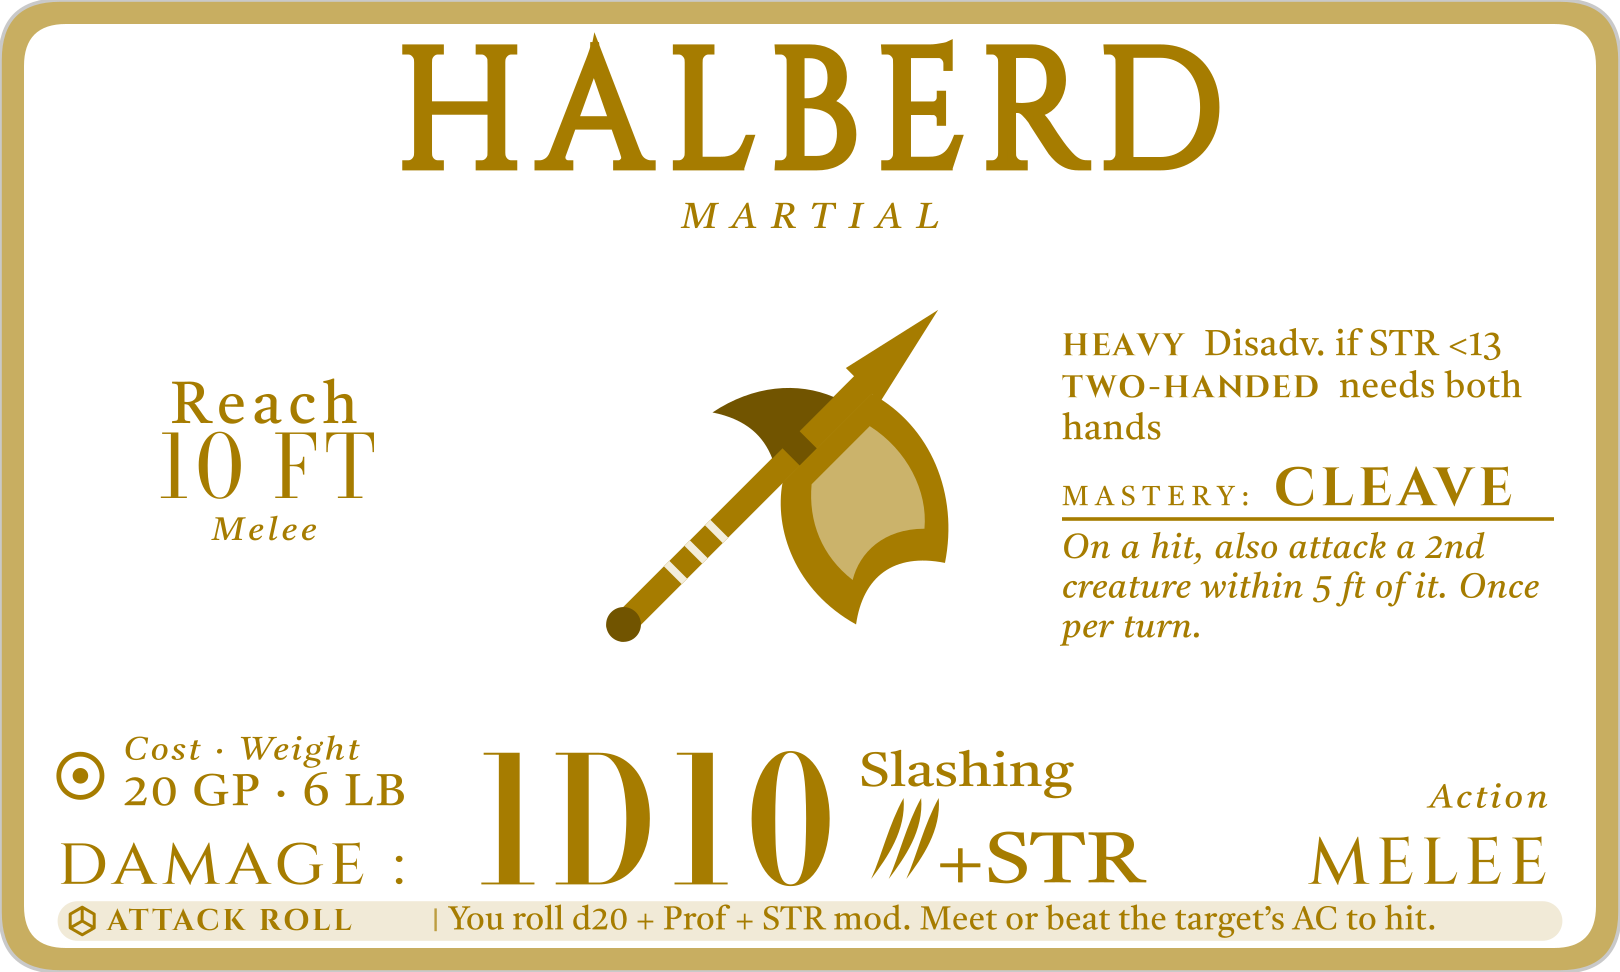 HALBERD
MARTIAL
Reach
10 FT
Melee
HEAVY Disadv. if STR <13
TWO-HANDED needs both
hands
MASTERY: CLEAVE
On a hit, also attack a 2nd
creature within 5 ft of it. Once
per turn.
Cost · Weight
20 GP · 6 LB
DAMAGE :
1D10
Slashing
+STR
Action
MELEE
ATTACK ROLL | You roll d20 + Prof + STR mod. Meet or beat the target’s AC to hit.